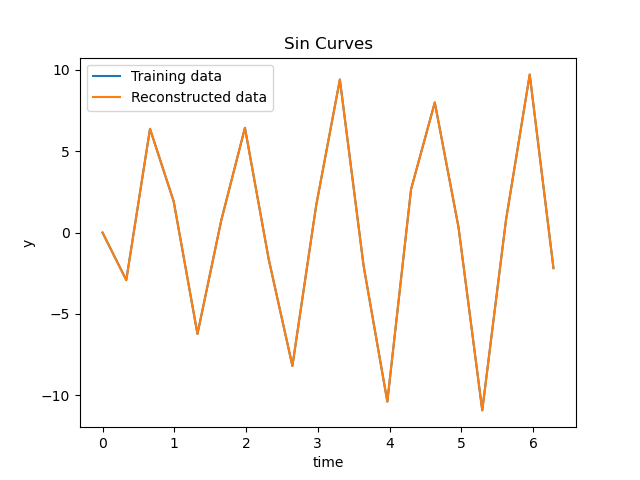 Sin Curves
Training data
Reconstructed data
10
5
0
−5
−10
y
0 1 2 3 4 5 6
time